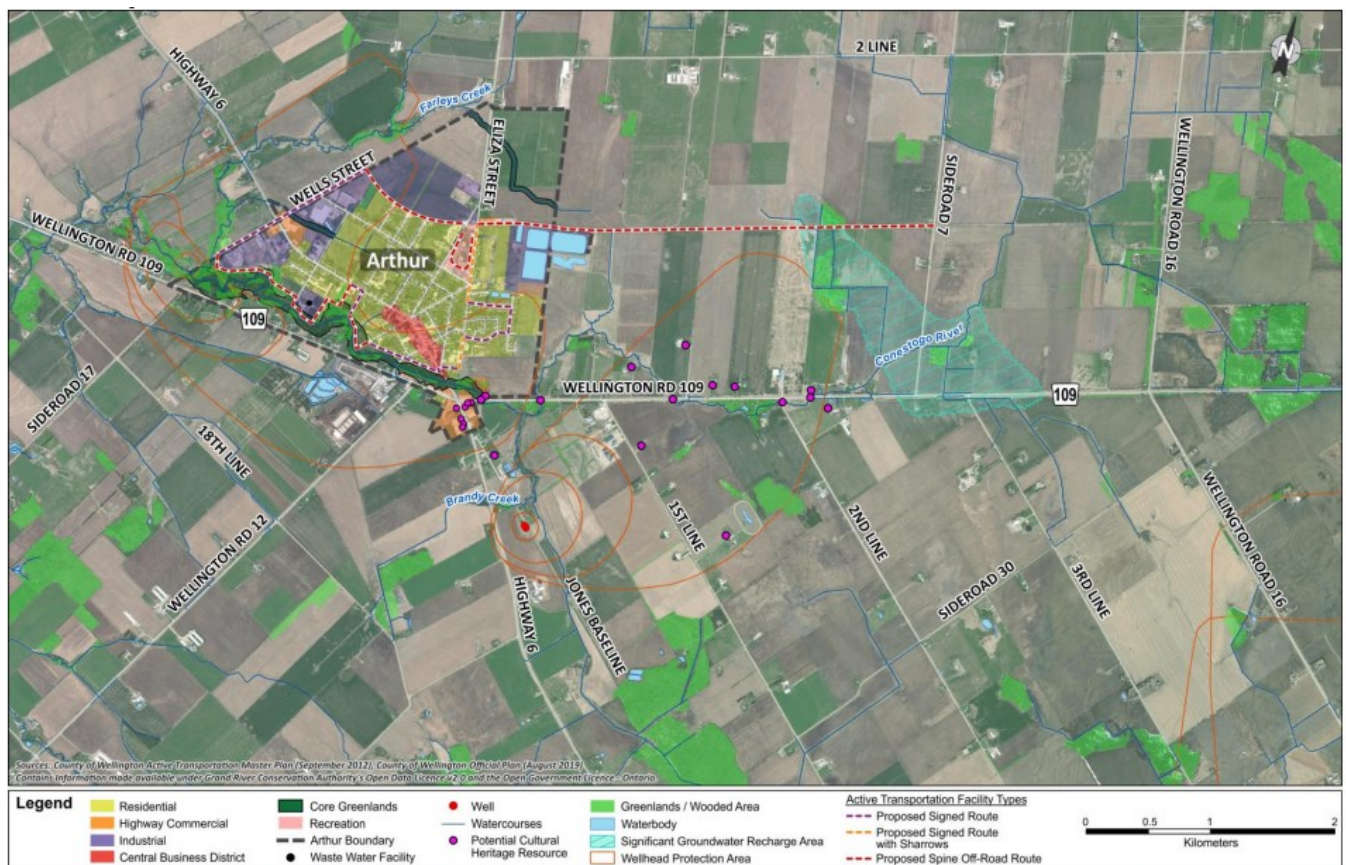 N
2 LINE
HIGHWAY 6
Farleys Creek
ELIZA STREET
WELLS STREET
SIDEROAD 7
WELLINGTON ROAD 16
WELLINGTON RD 109
Arthur
109
Conestogo River
WELLINGTON RD 109
109
SIDEROAD 17
18TH LINE
Brandy Creek
WELLINGTON RD 12
1ST LINE
2ND LINE
WELLINGTON ROAD 16
HIGHWAY 6
JONES BASELINE
SIDEROAD 30
3RD LINE
Sources: County of Wellington Active Transportation Master Plan (September 2012), County of Wellington Official Plan (August 2019)
Contains Information made available under Grand River Conservation Authority's Open Data Licence v2.0 and the Open Government Licence - Ontario
Legend
Residential
Highway Commercial
Industrial
Central Business District
Core Greenlands
Recreation
Arthur Boundary
Waste Water Facility
Well
Watercourses
Potential Cultural
Heritage Resource
Greenlands / Wooded Area
Waterbody
Significant Groundwater Recharge Area
Wellhead Protection Area
Active Transportation Facility Types
Proposed Signed Route
Proposed Signed Route
with Sharrows
Proposed Spine Off-Road Route
0 0.5 1 2
Kilometers